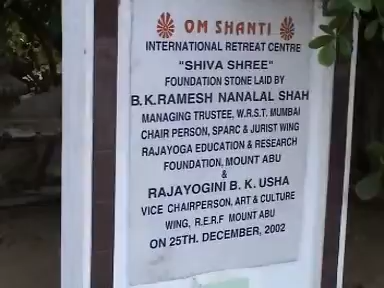 OM SHANTI
INTERNATIONAL RETREAT CENTRE
"SHIVA SHREE"
FOUNDATION STONE LAID BY
B.K.RAMESH NANALAL SHAH
MANAGING TRUSTEE, W.R.S.T. MUMBAI
CHAIR PERSON, SPARC & JURIST WING
RAJAYOGA EDUCATION & RESEARCH
FOUNDATION, MOUNT ABU
&
RAJAYOGINI B. K. USHA
VICE CHAIRPERSON, ART & CULTURE
WING, R.E.R.F MOUNT ABU
ON 25TH. DECEMBER, 2002